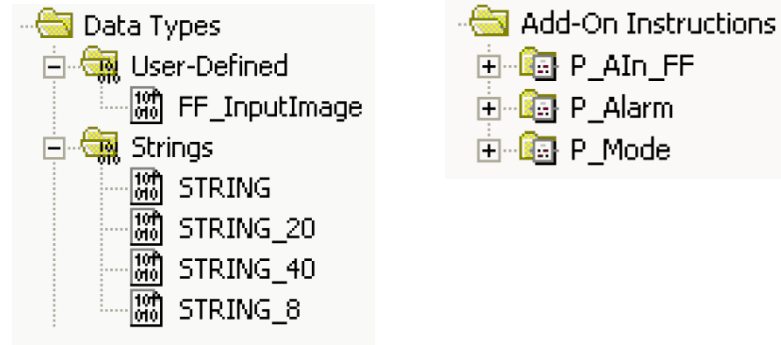 Data Types
User-Defined
FF_InputImage
Strings
STRING
STRING_20
STRING_40
STRING_8
Add-On Instructions
P_AIn_FF
P_Alarm
P_Mode